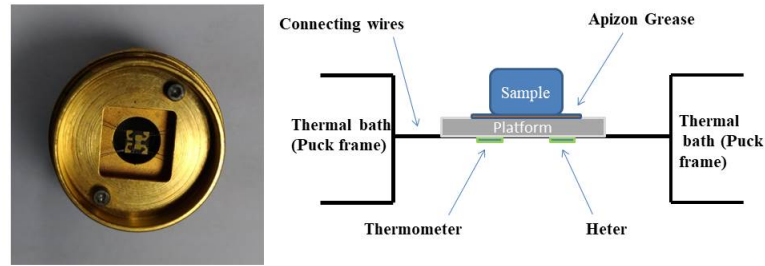 Connecting wires
Apizon Grease
Sample
Platform
Thermal bath
(Puck frame)
Thermal
bath (Puck
frame)
Thermometer
Heter